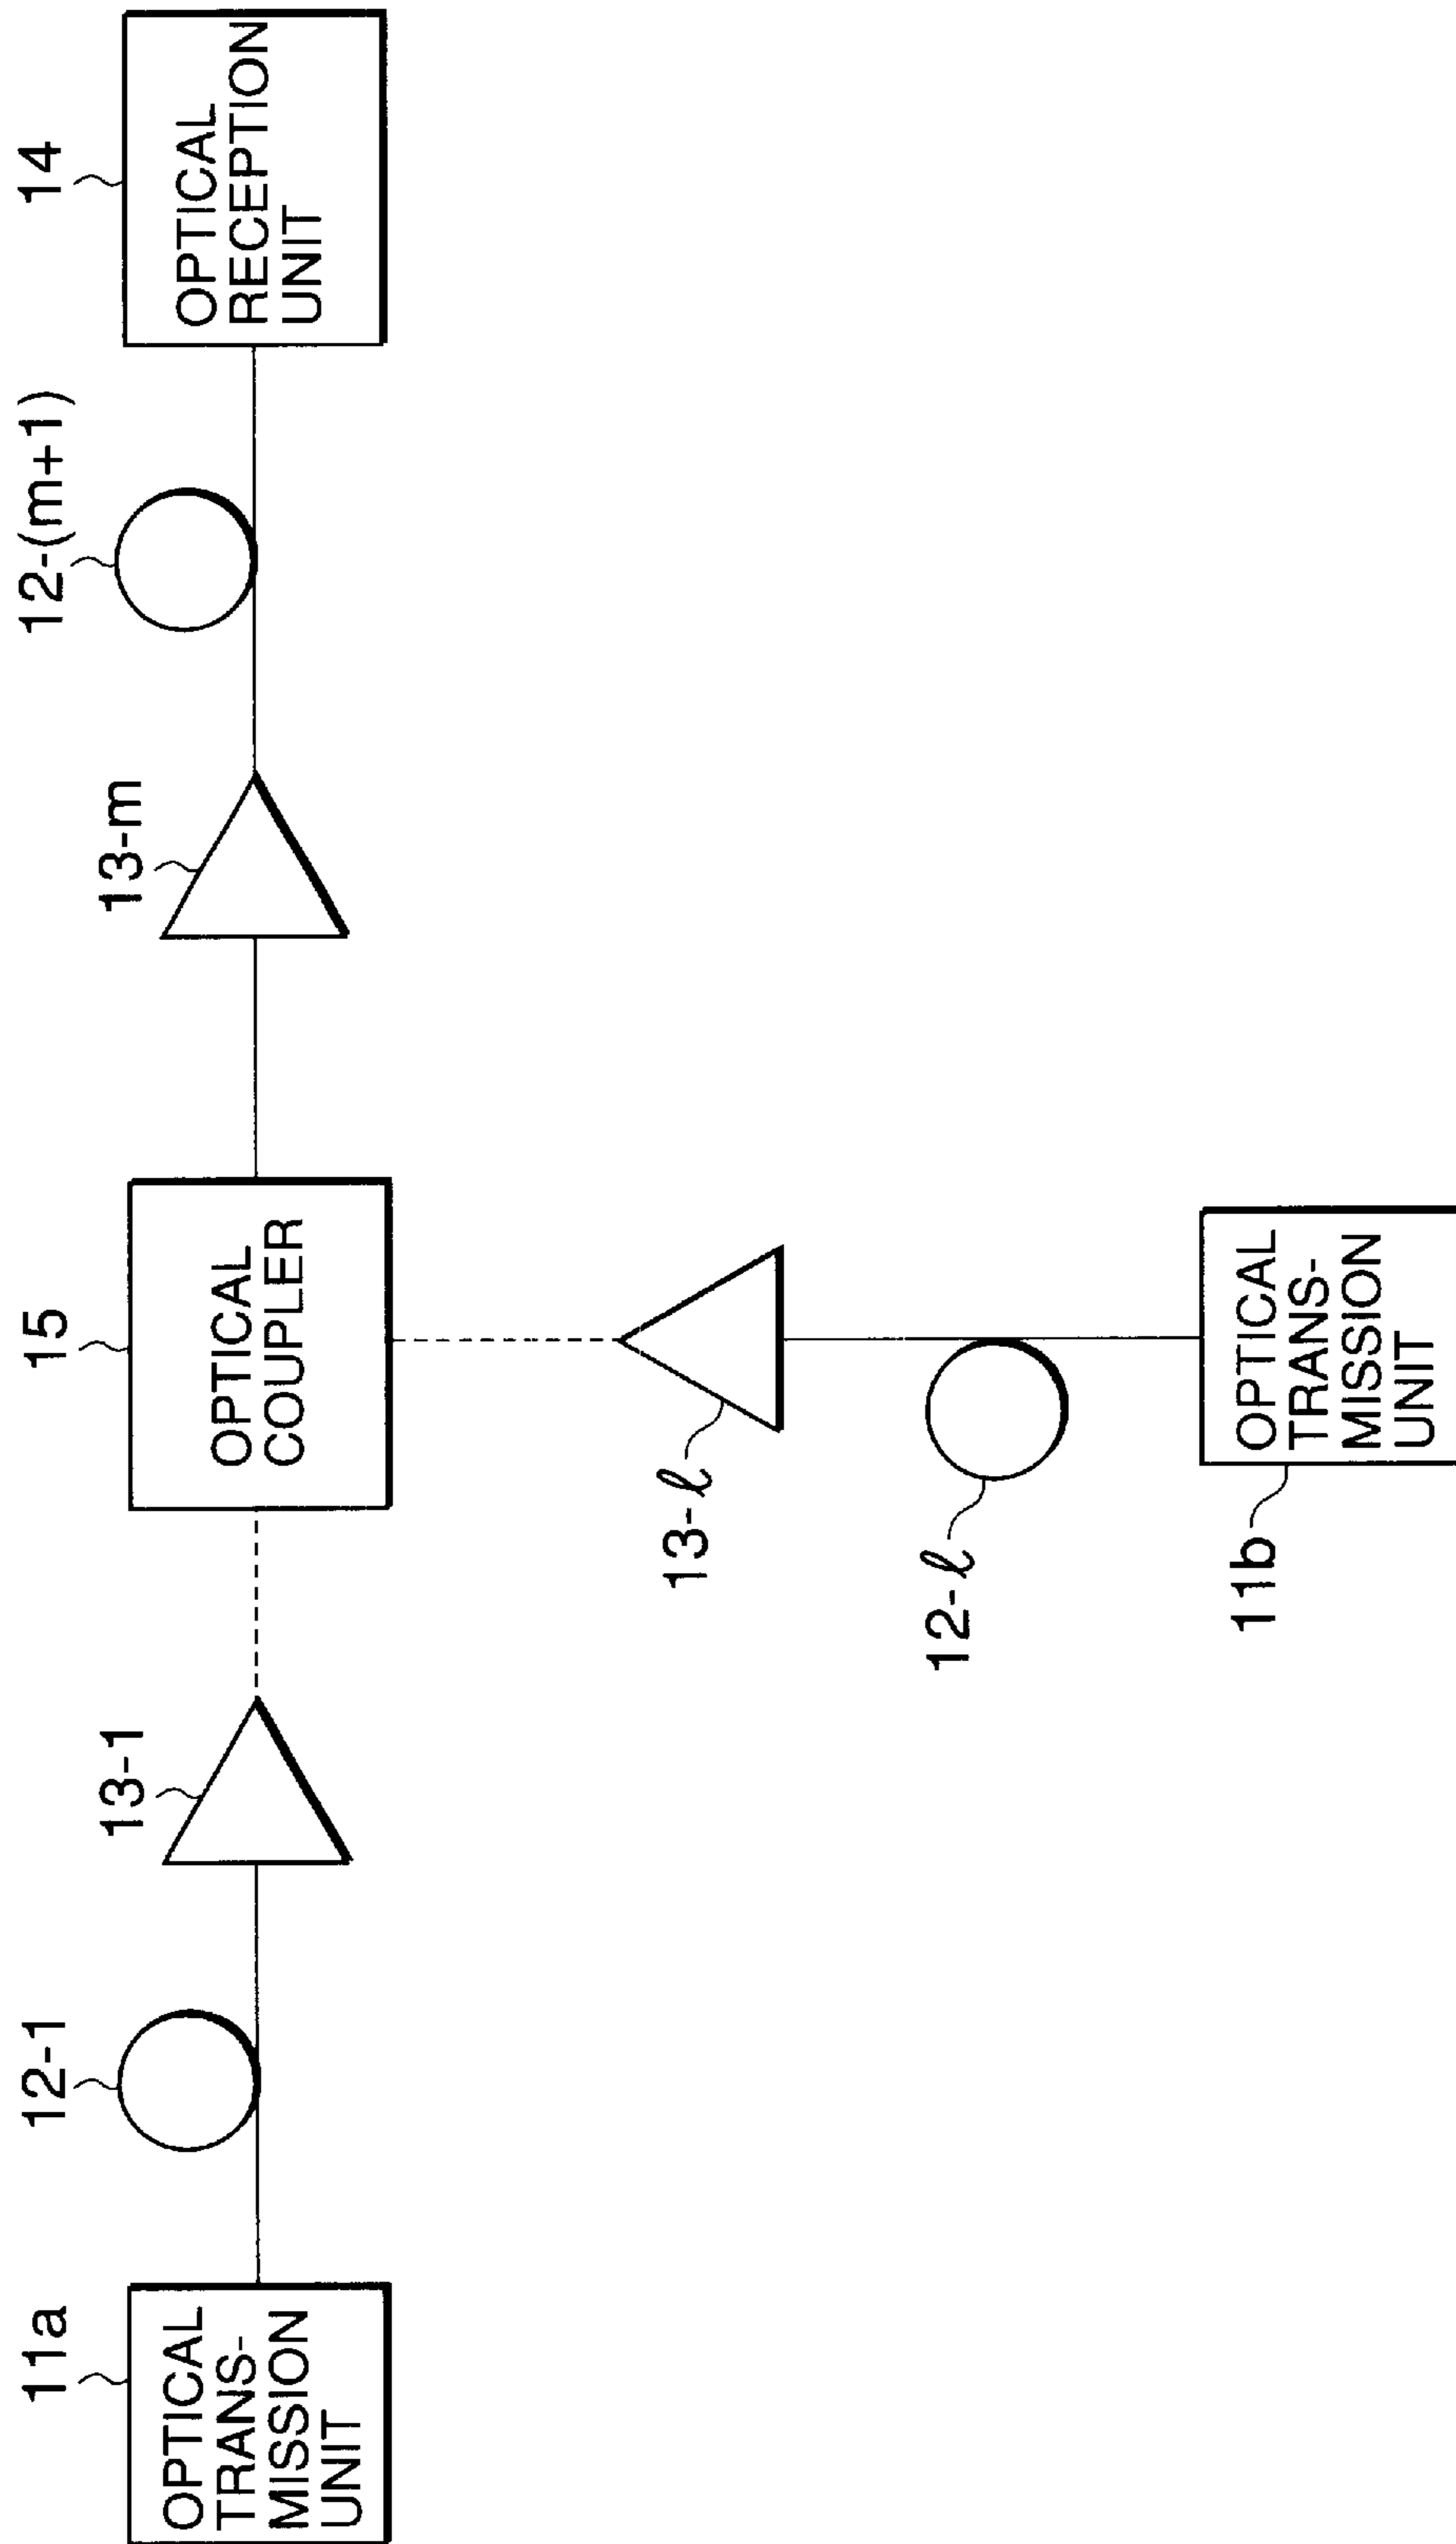 11a
OPTICAL
TRANS-
MISSION
UNIT
12-1
13-1
15
OPTICAL
COUPLER
13-m
12-(m+1)
14
OPTICAL
RECEPTION
UNIT
13-ℓ
12-ℓ
11b
OPTICAL
TRANS-
MISSION
UNIT